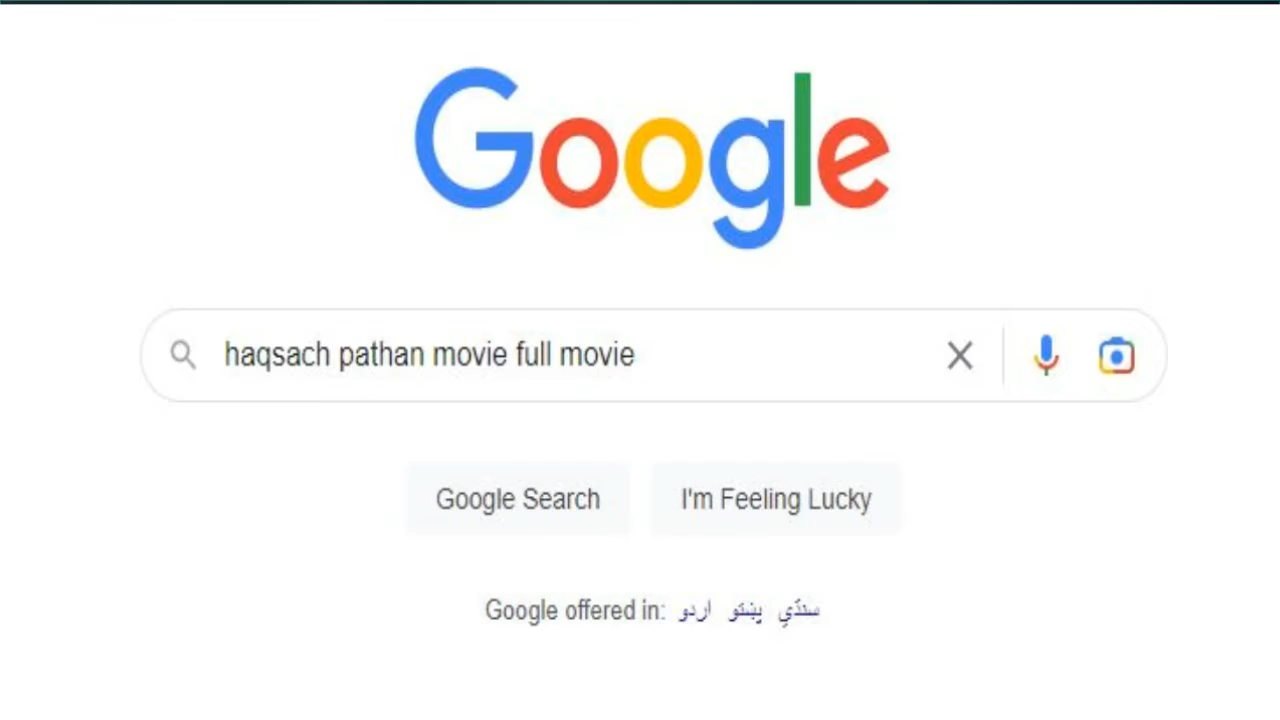 Google
haqsach pathan movie full movie
Google Search I'm Feeling Lucky
Google offered in: اردو پښتو سنڌي